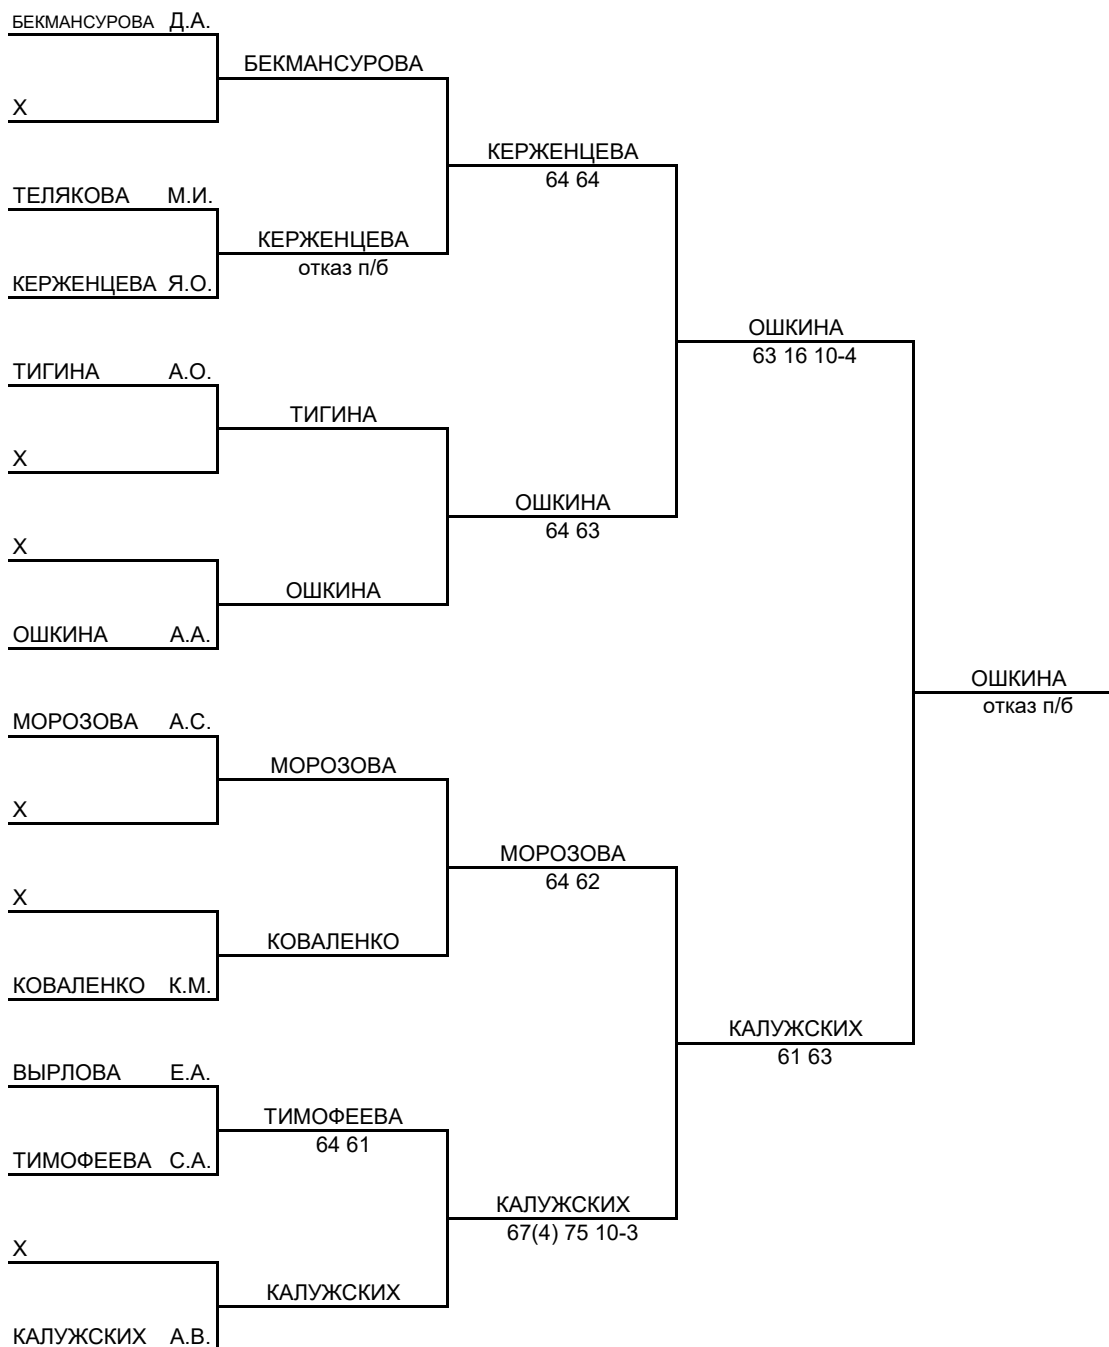 БЕКМАНСУРОВА Д.А.
БЕКМАНСУРОВА
X
КЕРЖЕНЦЕВА
64 64
ТЕЛЯКОВА М.И.
КЕРЖЕНЦЕВА
отказ п/б
КЕРЖЕНЦЕВА Я.О.
ОШКИНА
63 16 10-4
ТИГИНА А.О.
ТИГИНА
X
ОШКИНА
64 63
X
ОШКИНА
ОШКИНА А.А.
ОШКИНА
отказ п/б
МОРОЗОВА А.С.
МОРОЗОВА
X
МОРОЗОВА
64 62
X
КОВАЛЕНКО
КОВАЛЕНКО К.М.
КАЛУЖСКИХ
61 63
ВЫРЛОВА Е.А.
ТИМОФЕЕВА
64 61
ТИМОФЕЕВА С.А.
КАЛУЖСКИХ
67(4) 75 10-3
X
КАЛУЖСКИХ
КАЛУЖСКИХ А.В.